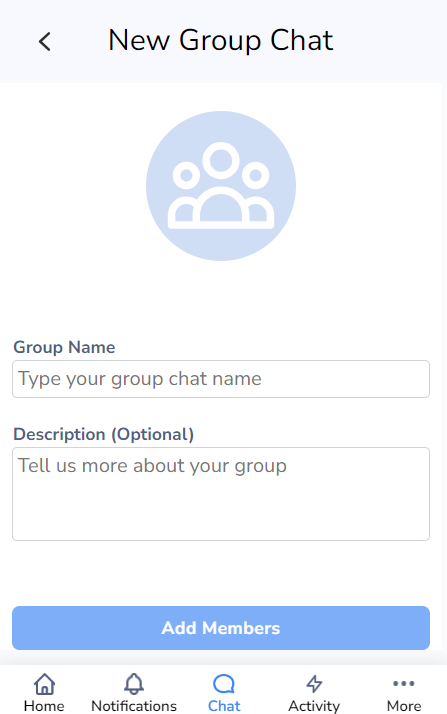 New Group Chat
Group Name
Type your group chat name
Description (Optional)
Tell us more about your group
Add Members
Home Notifications Chat Activity More